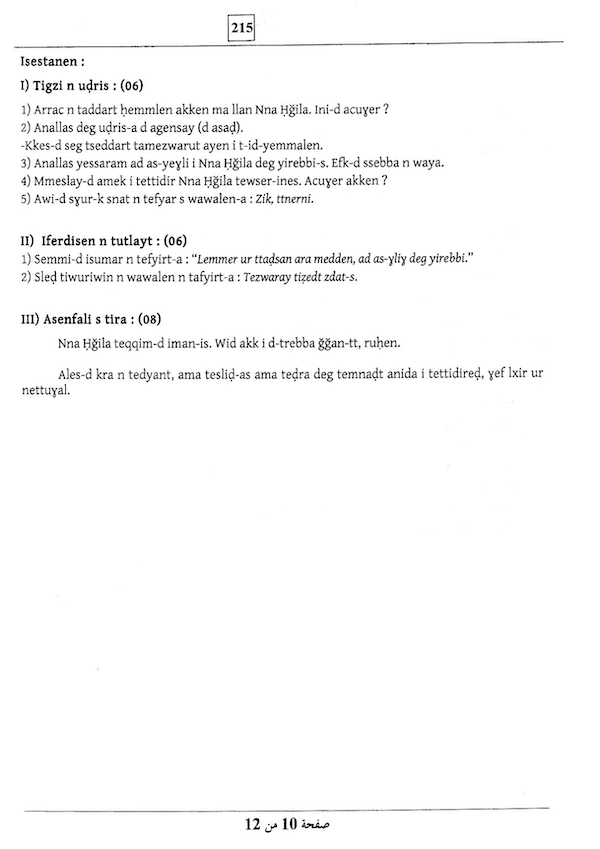 215
Isestanen :
I) Tigzi n uḍris : (06)
1) Arrac n taddart ḥemmlen akken ma llan Nna Ḥǧila. Ini-d acuɣer ?
2) Anallas deg uḍris-a d agensay (d asaḍ).
-Kkes-d seg tseddart tamezwarut ayen i t-id-yemmalen.
3) Anallas yessaram ad as-yeɣli i Nna Ḥǧila deg yirebbi-s. Efk-d ssebba n waya.
4) Mmeslay-d amek i tettidir Nna Ḥǧila tewser-ines. Acuɣer akken ?
5) Awi-d sɣur-k snat n tefyar s wawalen-a : Zik, ttnerni.
II) Iferdisen n tutlayt : (06)
1) Semmi-d isumar n tefyirt-a : “Lemmer ur ttaḍsan ara medden, ad as-ɣliɣ deg yirebbi.”
2) Sleḍ tiwuriwin n wawalen n tafyirt-a : Tezwaray tiẓedt zdat-s.
III) Asenfali s tira : (08)
Nna Ḥǧila teqqim-d iman-is. Wid akk i d-trebba ǧǧan-tt, ruḥen.
Ales-d kra n tedyant, ama tesliḍ-as ama teḍra deg temnaḍt anida i tettidireḍ, ɣef lxir ur
nettuɣal.
صفحة 10 من 12